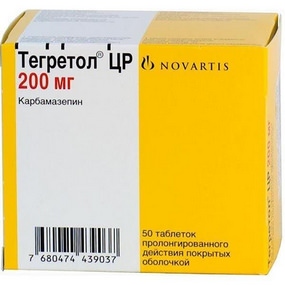 Тегретол® ЦР
200 мг
Карбамазепин
NOVARTIS
50 таблеток
пролонгированного
действия покрытых
оболочкой
7 680474 439037